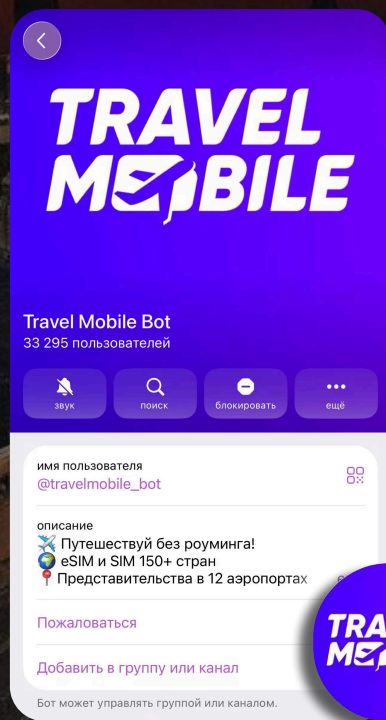 TRAVEL
MOBILE
Travel Mobile Bot
33 295 пользователей
звук
поиск
блокировать
ещё
имя пользователя
@travelmobile_bot
описание
Путешествуй без роуминга!
eSIM и SIM 150+ стран
Представительства в 12 аэропортах
Пожаловаться
Добавить в группу или канал
Бот может управлять группой или каналом.